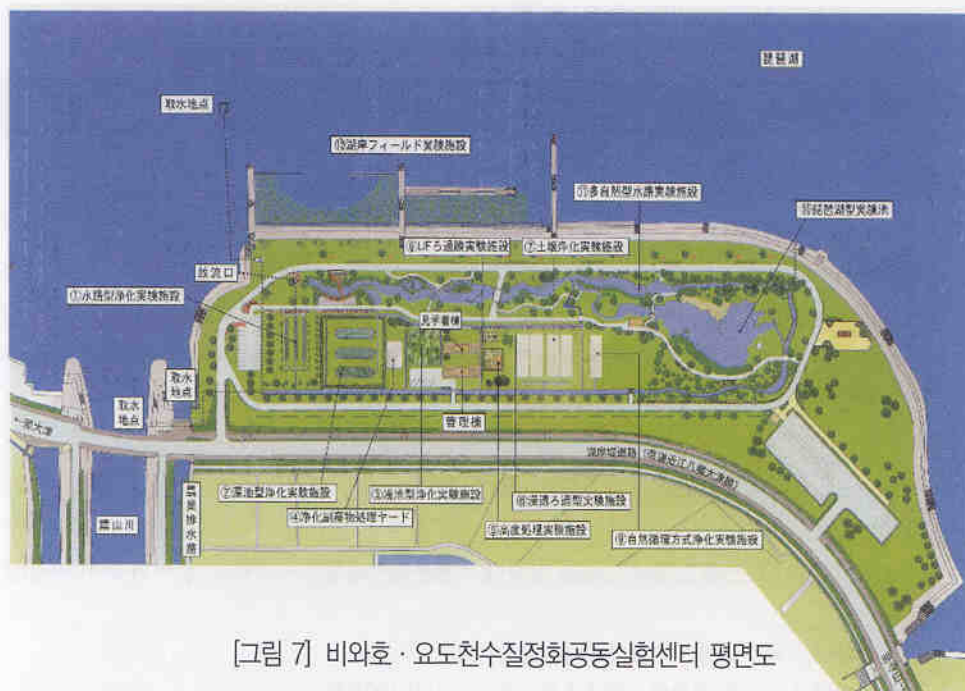 琵琶湖
取水地点
⑬湖岸フィールド実験施設
⑪多自然型水路実験施設
⑩琵琶湖型実験池
⑥UFろ過膜実験施設
⑦土壌浄化実験施設
放流口
①水路型浄化実験施設
見学者棟
取水
地点
取水
地点
管理棟
葉山川
②深池型浄化実験施設
③浅池型浄化実験施設
④浄化副産物処理ヤード
⑧浸透ろ過型実験施設
⑤高度処理実験施設
⑨自然循環方式浄化実験施設
[그림 7] 비와호 · 요도천수질정화공동실험센터 평면도